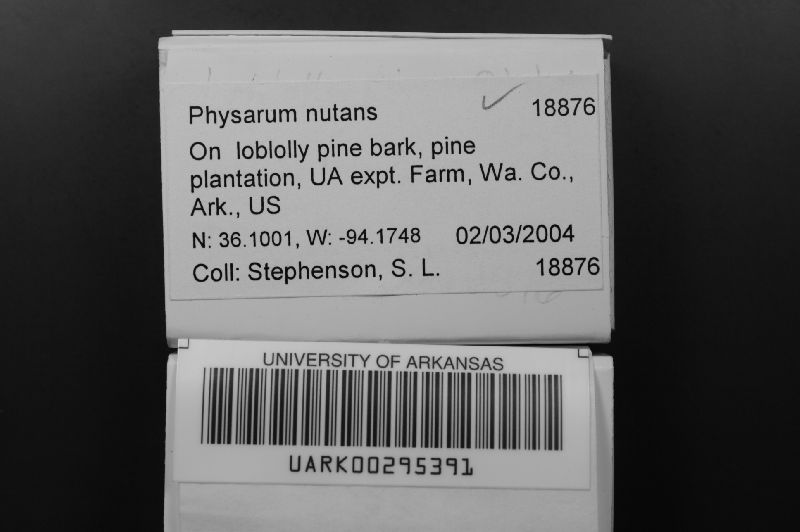 Physarum nutans 18876
On loblolly pine bark, pine
plantation, UA expt. Farm, Wa. Co.,
Ark., US
N: 36.1001, W: -94.1748 02/03/2004
Coll: Stephenson, S. L. 18876
UNIVERSITY OF ARKANSAS
UARK00295391